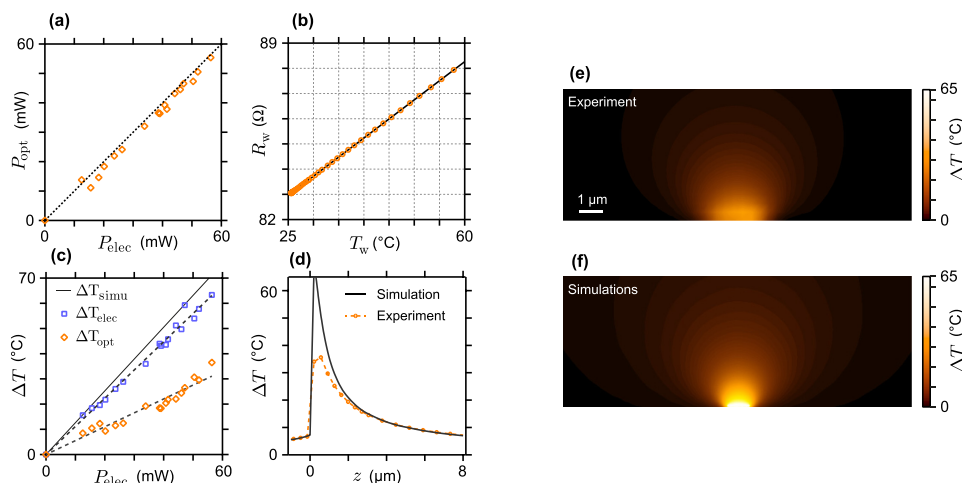 (a)
60
P_opt (mW)
0
0
P_elec (mW)
60
(b)
89
R_w (Ω)
82
25
T_w (°C)
60
(c)
70
ΔT_simu
ΔT_elec
ΔT_opt
ΔT (°C)
0
0
P_elec (mW)
60
(d)
60
Simulation
Experiment
ΔT (°C)
0
0
4
8
z (µm)
(e)
Experiment
1 µm
65
ΔT (°C)
0
(f)
Simulations
65
ΔT (°C)
0